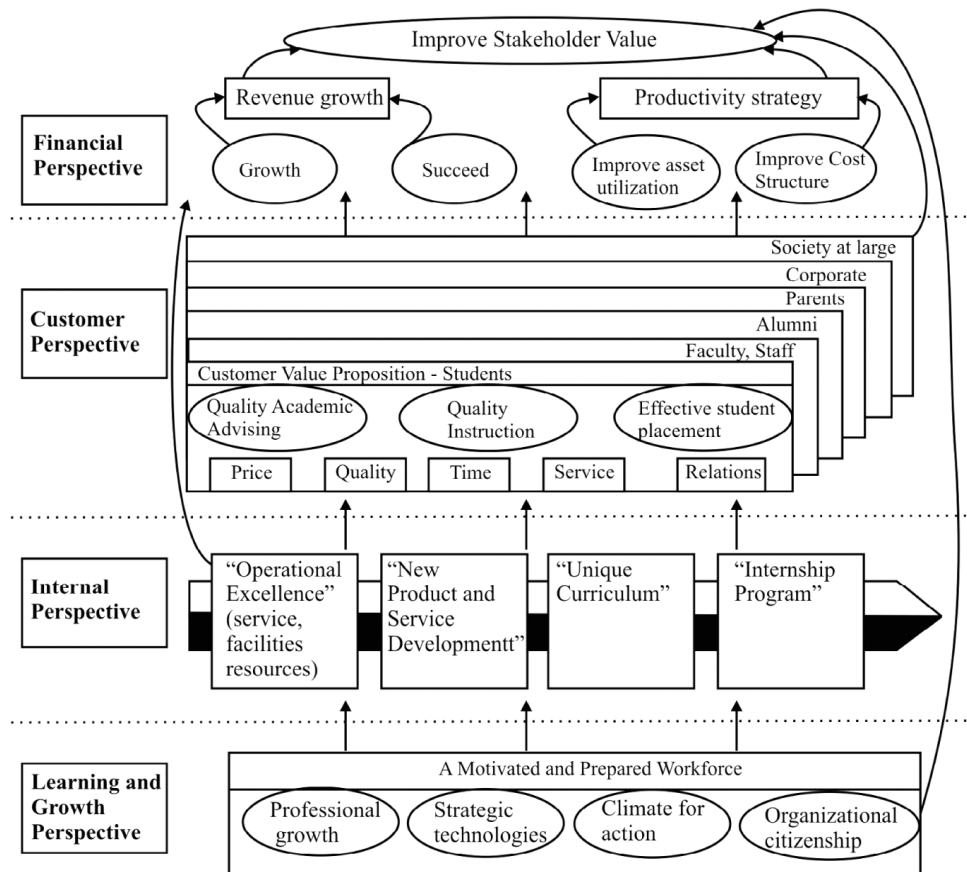 Improve Stakeholder Value
Revenue growth
Productivity strategy
Financial
Perspective
Growth
Succeed
Improve asset
utilization
Improve Cost
Structure
Customer
Perspective
Society at large
Corporate
Parents
Alumni
Faculty, Staff
Customer Value Proposition - Students
Quality Academic
Advising
Quality
Instruction
Effective student
placement
Price
Quality
Time
Service
Relations
Internal
Perspective
“Operational
Excellence”
(service,
facilities
resources)
“New
Product and
Service
Developmentt”
“Unique
Curriculum”
“Internship
Program”
Learning and
Growth
Perspective
A Motivated and Prepared Workforce
Professional
growth
Strategic
technologies
Climate for
action
Organizational
citizenship